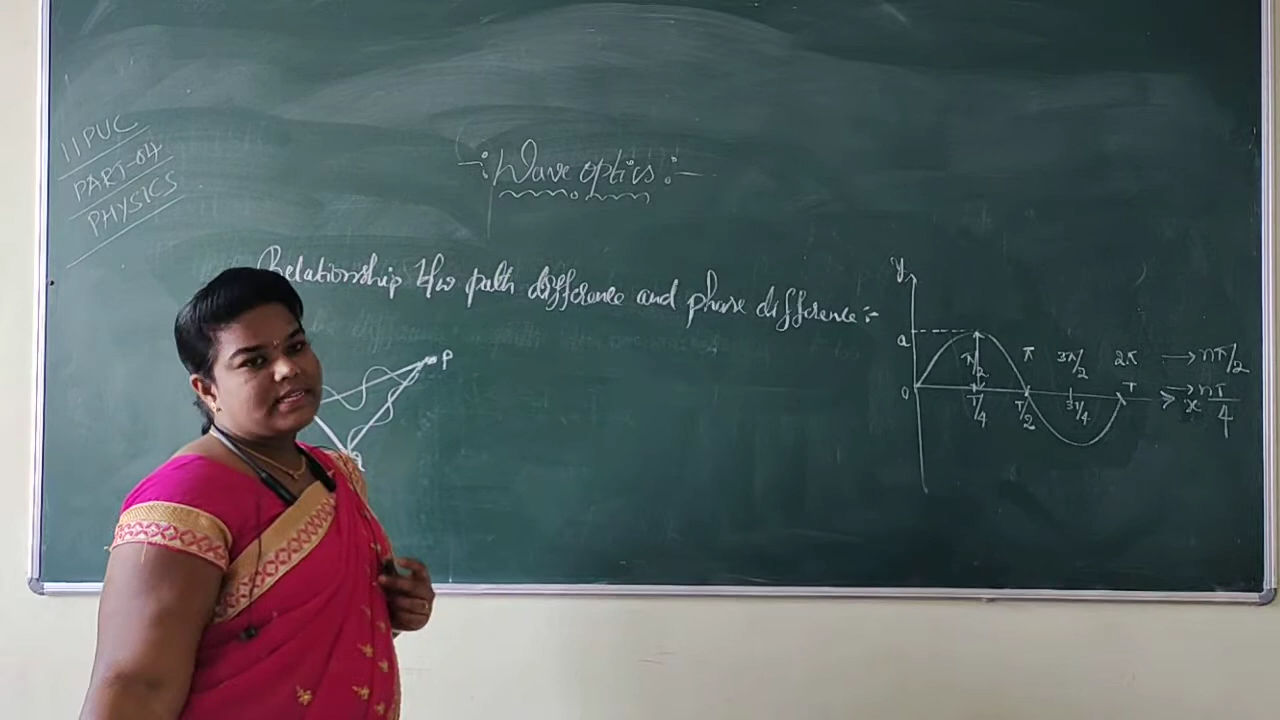 II PUC
PART-04
PHYSICS
-: Wave optics :-
Relationship b/w path difference and phase difference :-
P
y
a
0
π/2 π 3π/2 2π → nπ/2
T/4 T/2 3T/4 T → nT/4
x